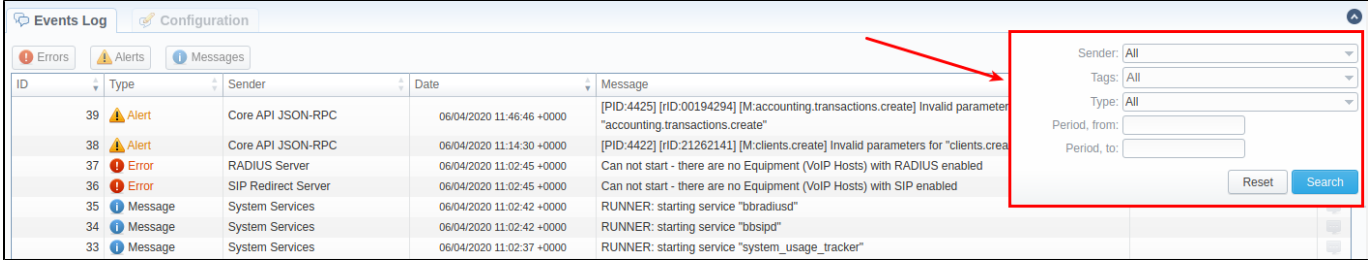 Events Log
Configuration
Errors
Alerts
Messages
Sender: All
Tags: All
Type: All
Period, from:
Period, to:
Reset
Search
ID Type Sender Date Message
39 Alert Core API JSON-RPC 06/04/2020 11:46:46 +0000 [PID:4425] [rID:00194294] [M:accounting.transactions.create] Invalid parameter
"accounting.transactions.create"
38 Alert Core API JSON-RPC 06/04/2020 11:14:30 +0000 [PID:4422] [rID:21262141] [M:clients.create] Invalid parameters for "clients.crea
37 Error RADIUS Server 06/04/2020 11:02:45 +0000 Can not start - there are no Equipment (VoIP Hosts) with RADIUS enabled
36 Error SIP Redirect Server 06/04/2020 11:02:45 +0000 Can not start - there are no Equipment (VoIP Hosts) with SIP enabled
35 Message System Services 06/04/2020 11:02:42 +0000 RUNNER: starting service "bbradiusd"
34 Message System Services 06/04/2020 11:02:42 +0000 RUNNER: starting service "bbsipd"
33 Message System Services 06/04/2020 11:02:37 +0000 RUNNER: starting service "system_usage_tracker"